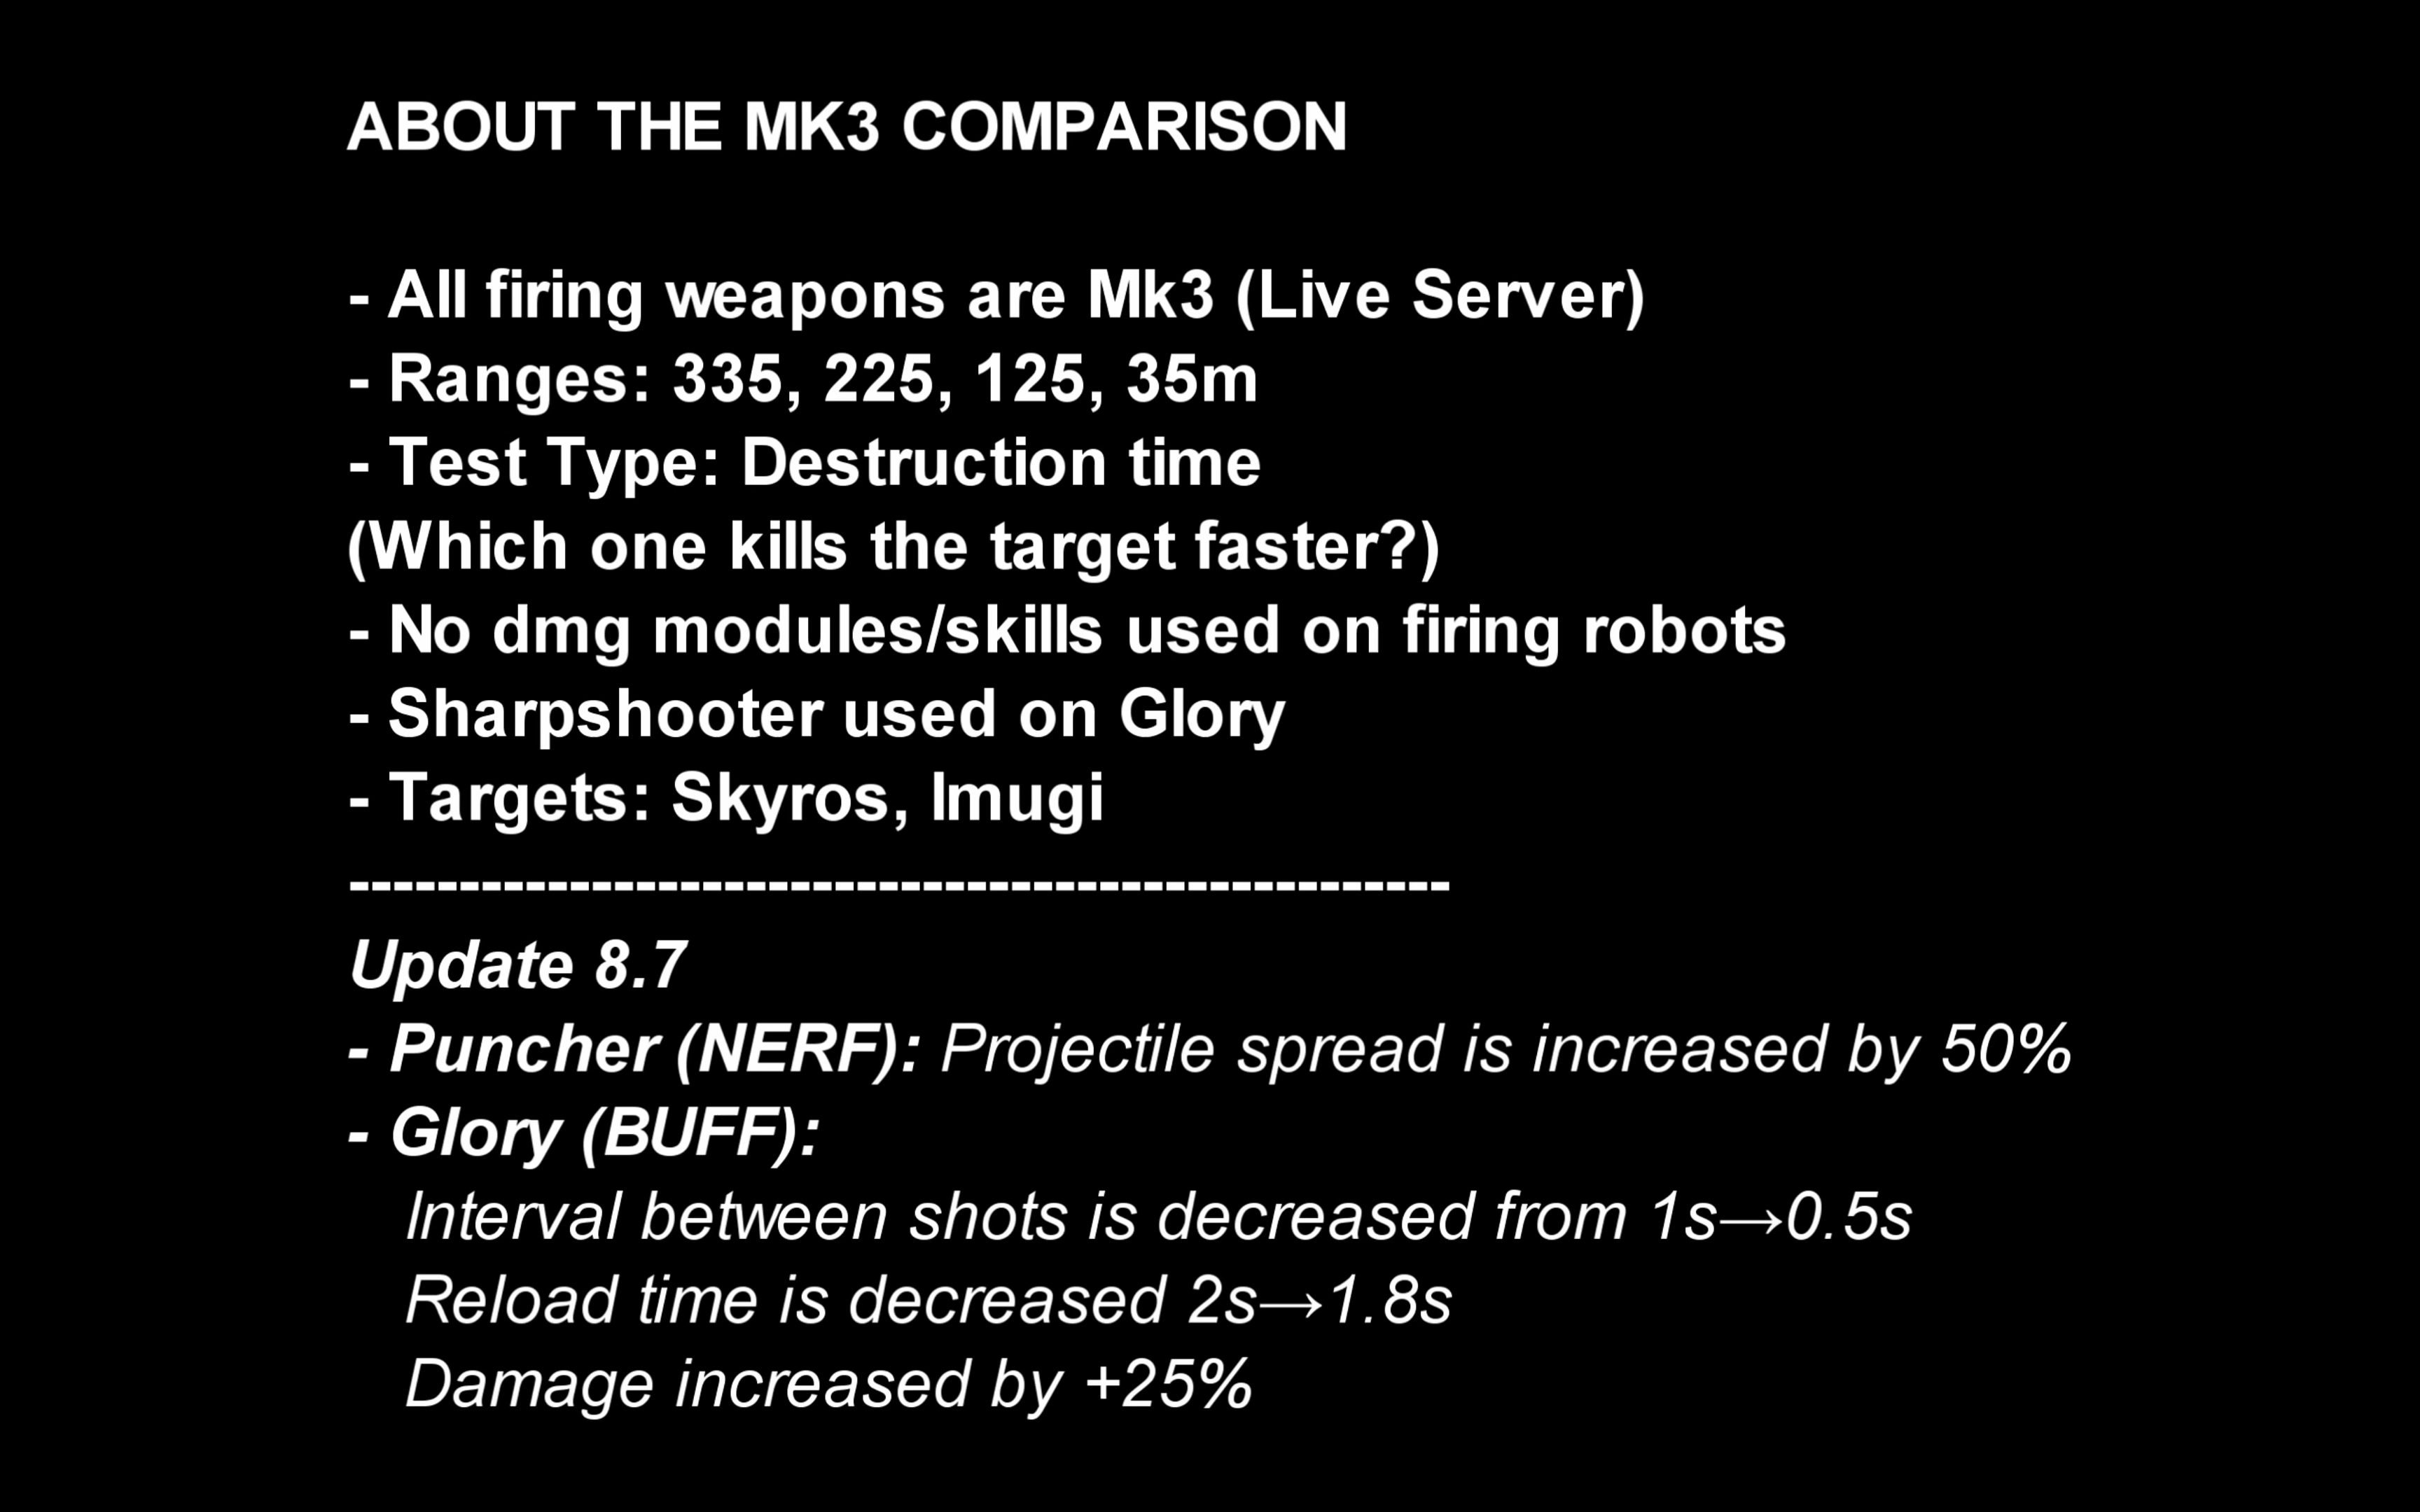 ABOUT THE MK3 COMPARISON
- All firing weapons are Mk3 (Live Server)
- Ranges: 335, 225, 125, 35m
- Test Type: Destruction time
(Which one kills the target faster?)
- No dmg modules/skills used on firing robots
- Sharpshooter used on Glory
- Targets: Skyros, Imugi
--------------------------------------------------
Update 8.7
- Puncher (NERF): Projectile spread is increased by 50%
- Glory (BUFF):
Interval between shots is decreased from 1s→0.5s
Reload time is decreased 2s→1.8s
Damage increased by +25%